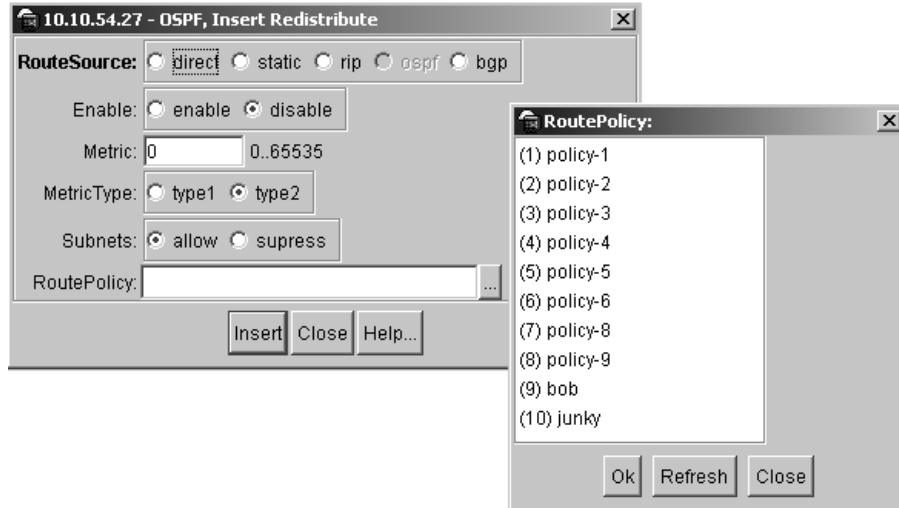 10.10.54.27 - OSPF, Insert Redistribute
RouteSource: direct static rip ospf bgp
Enable: enable disable
Metric: 0 0..65535
MetricType: type1 type2
Subnets: allow supress
RoutePolicy: ...
Insert Close Help...
RoutePolicy:
(1) policy-1
(2) policy-2
(3) policy-3
(4) policy-4
(5) policy-5
(6) policy-6
(7) policy-8
(8) policy-9
(9) bob
(10) junky
Ok Refresh Close